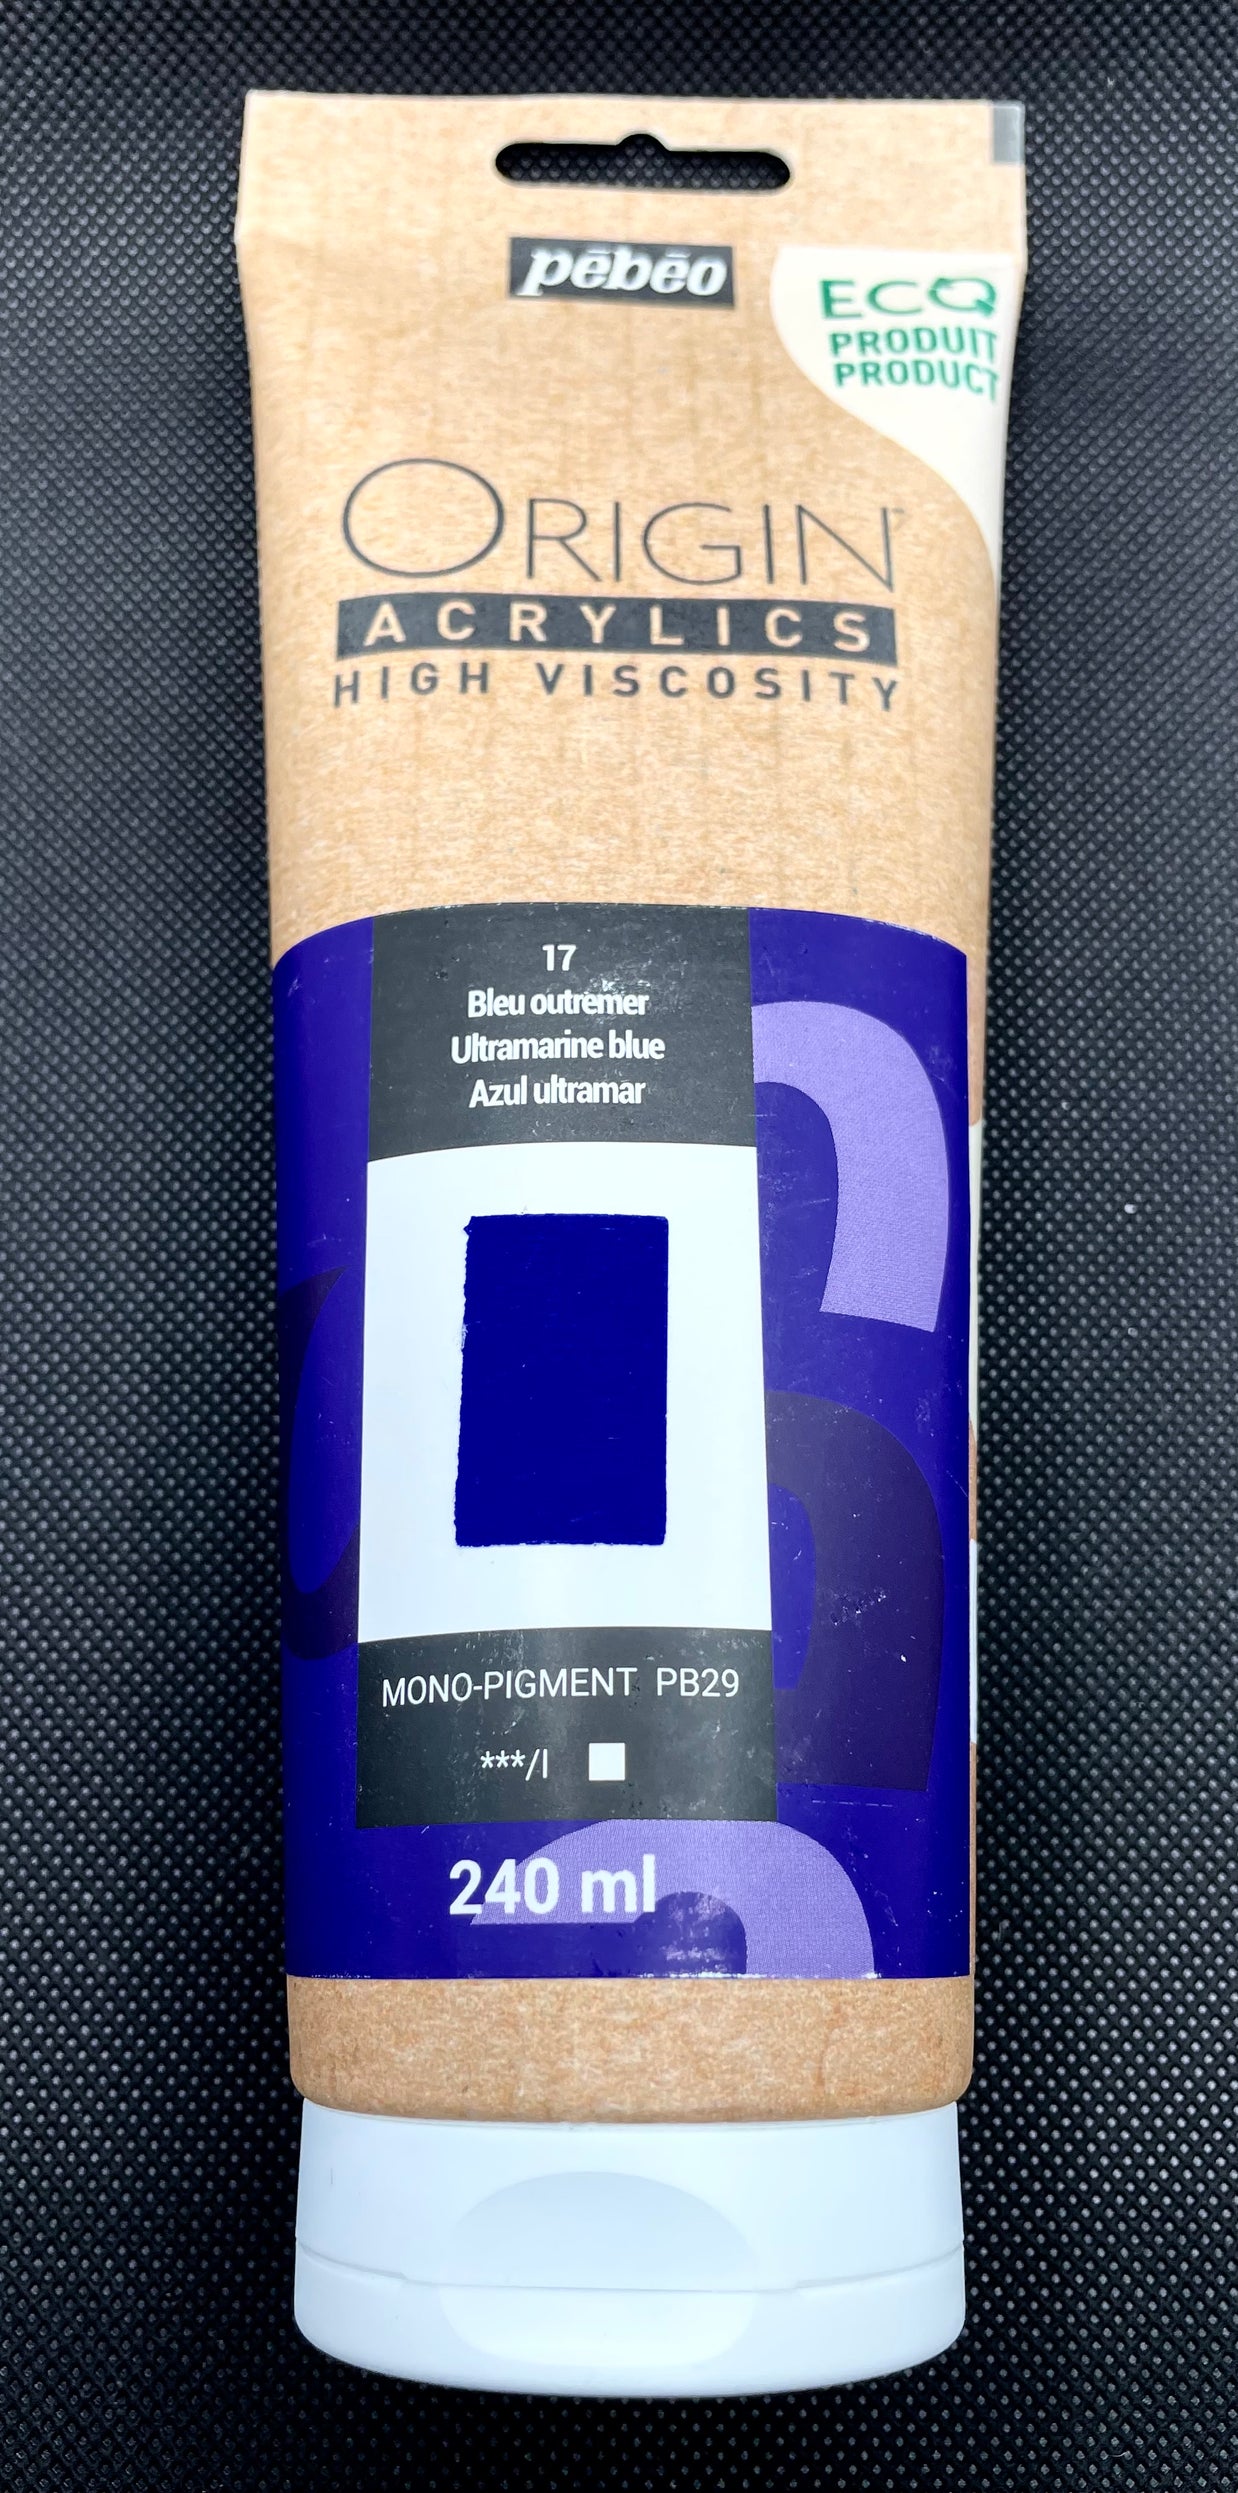 pēbēo
ECO
PRODUIT
PRODUCT
ORIGIN
ACRYLICS
HIGH VISCOSITY
17
Bleu outremer
Ultramarine blue
Azul ultramar
MONO-PIGMENT PB29
***/I
240 ml